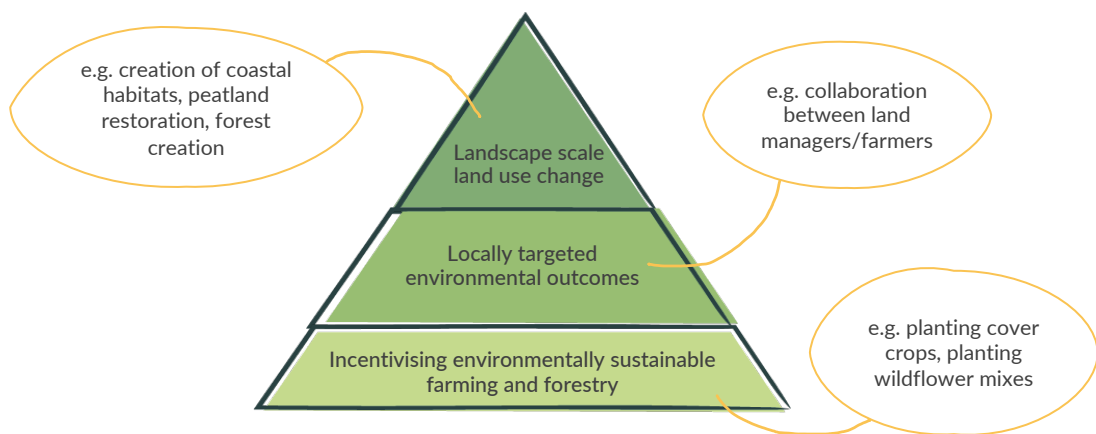 e.g. creation of coastal
habitats, peatland
restoration, forest
creation
Landscape scale
land use change
e.g. collaboration
between land
managers/farmers
Locally targeted
environmental outcomes
e.g. planting cover
crops, planting
wildflower mixes
Incentivising environmentally sustainable
farming and forestry